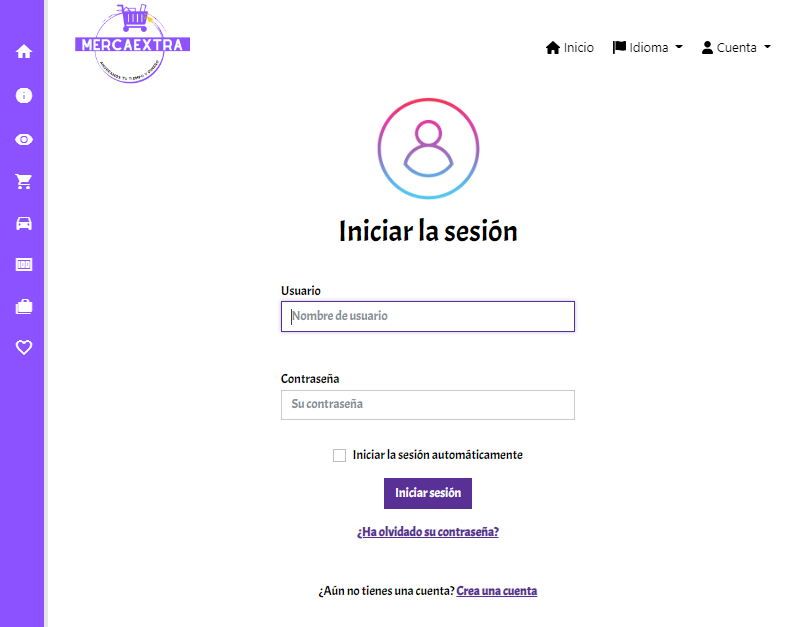 MERCAEXTRA
Inicio
Idioma
Cuenta
Iniciar la sesión
Usuario
Nombre de usuario
Contraseña
Su contraseña
Iniciar la sesión automáticamente
Iniciar sesión
¿Ha olvidado su contraseña?
¿Aún no tienes una cuenta? Crea una cuenta